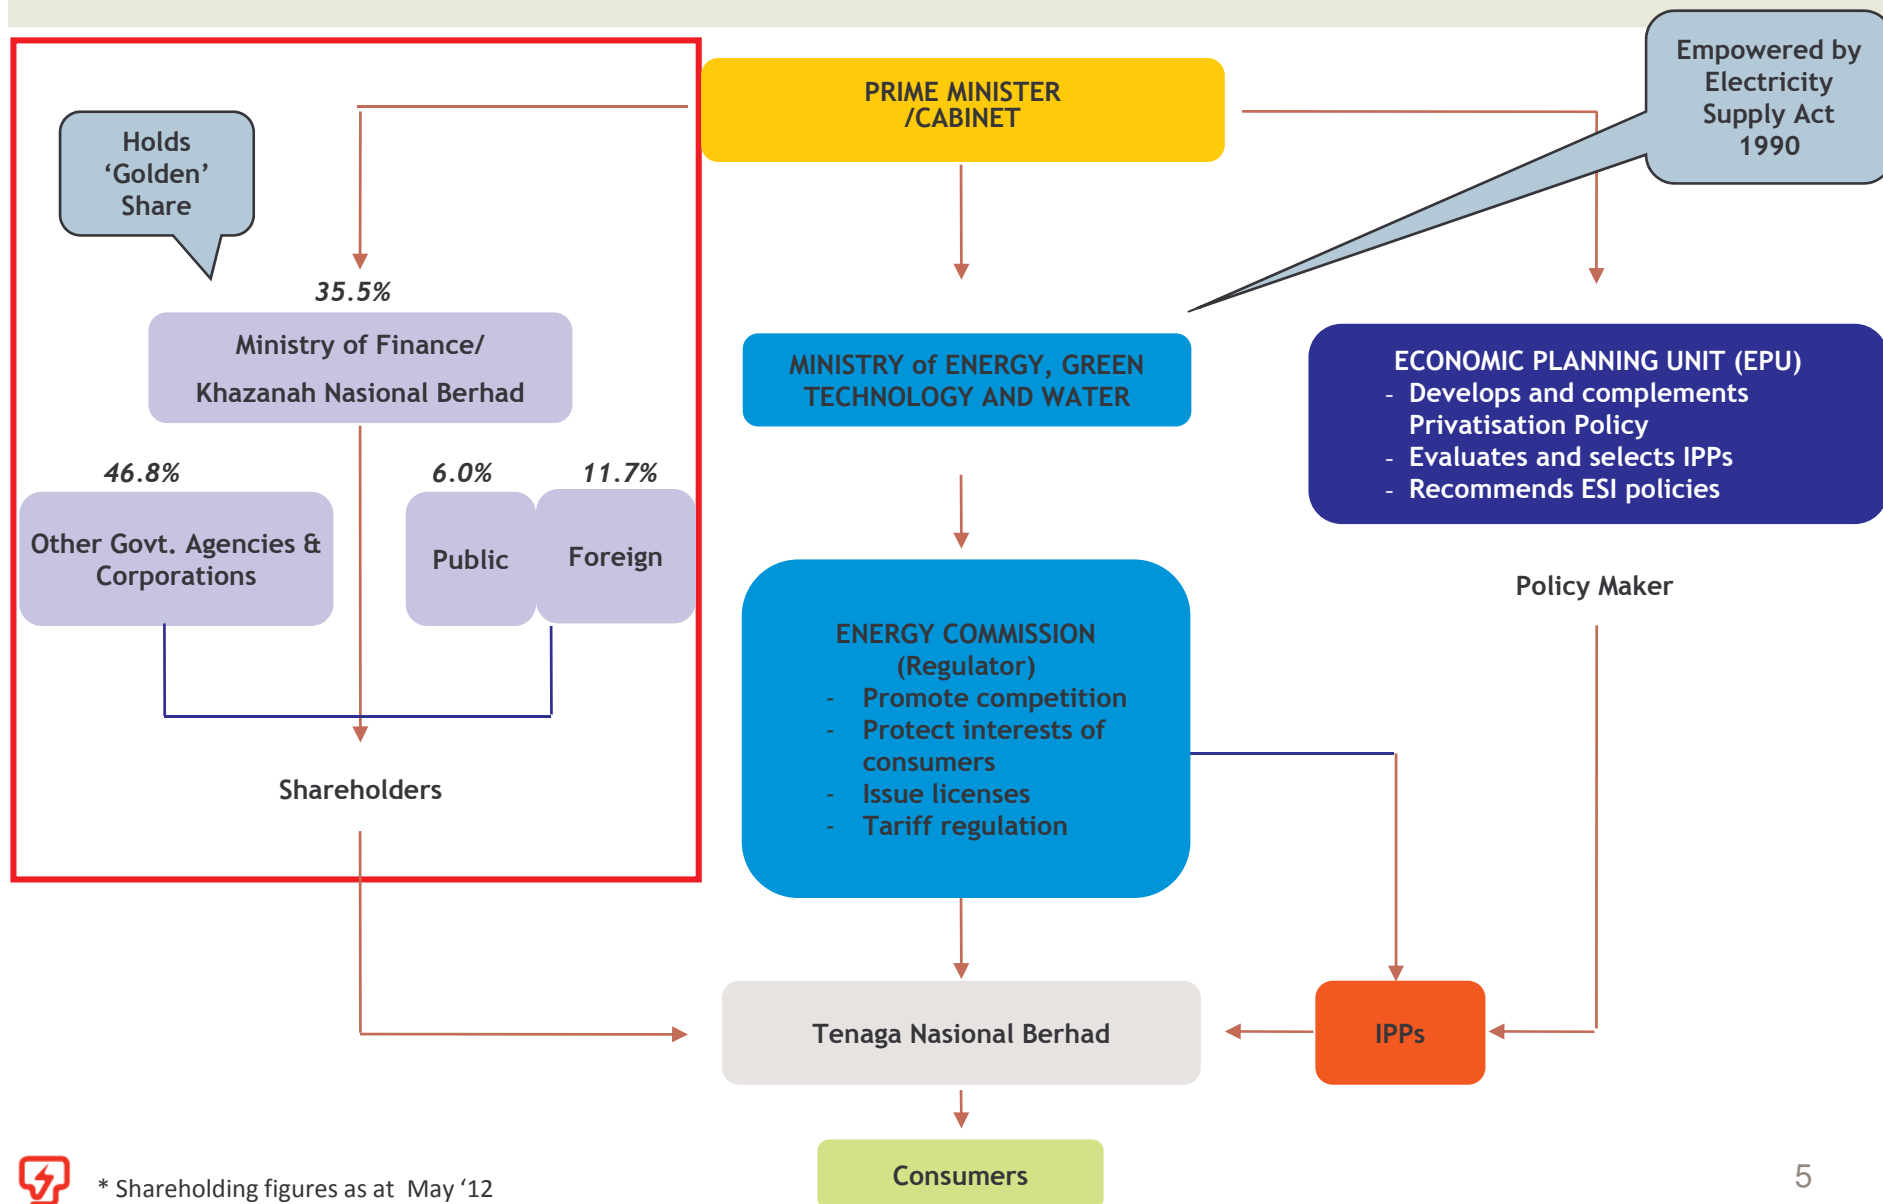 PRIME MINISTER
/CABINET
Empowered by
Electricity
Supply Act
1990
Holds
‘Golden’
Share
35.5%
Ministry of Finance/
Khazanah Nasional Berhad
46.8%
6.0%
11.7%
Other Govt. Agencies &
Corporations
Public
Foreign
Shareholders
MINISTRY of ENERGY, GREEN
TECHNOLOGY AND WATER
ENERGY COMMISSION
(Regulator)
- Promote competition
- Protect interests of
consumers
- Issue licenses
- Tariff regulation
ECONOMIC PLANNING UNIT (EPU)
- Develops and complements
Privatisation Policy
- Evaluates and selects IPPs
- Recommends ESI policies
Policy Maker
Tenaga Nasional Berhad
IPPs
Consumers
* Shareholding figures as at May ‘12
5